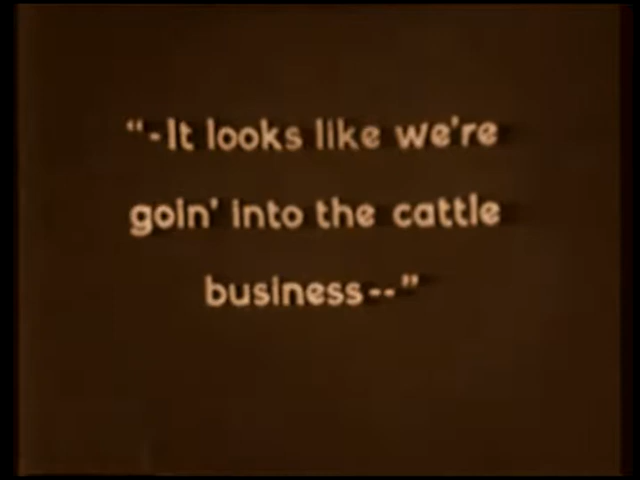 “-It looks like we're
goin' into the cattle
business--”